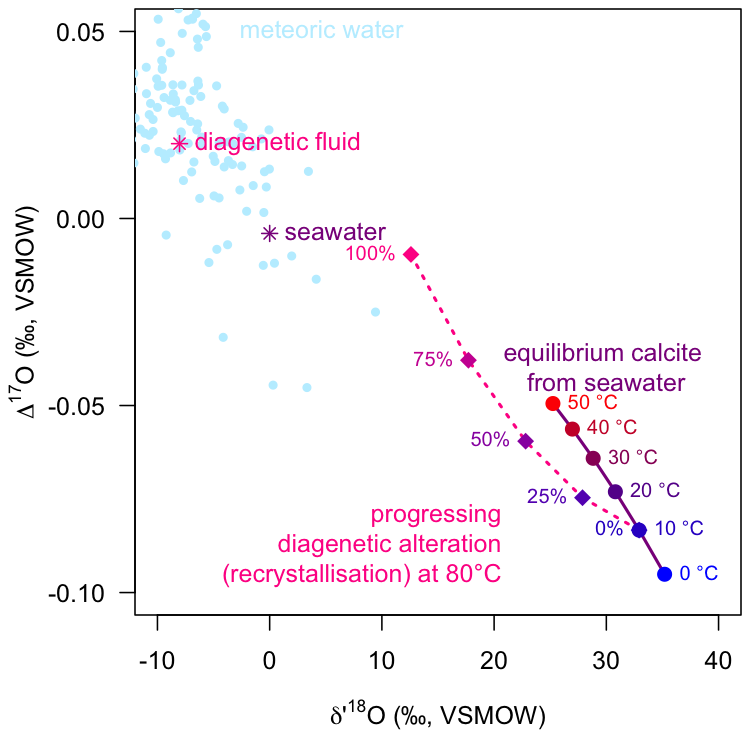 0.05
meteoric water
diagenetic fluid
0.00
seawater
100%
Δ¹⁷O (‰, VSMOW)
equilibrium calcite
from seawater
75%
-0.05
50 °C
40 °C
50%
30 °C
20 °C
25%
progressing
diagenetic alteration
(recrystallisation) at 80°C
0%
10 °C
0 °C
-0.10
-10
0
10
20
30
40
δ'¹⁸O (‰, VSMOW)